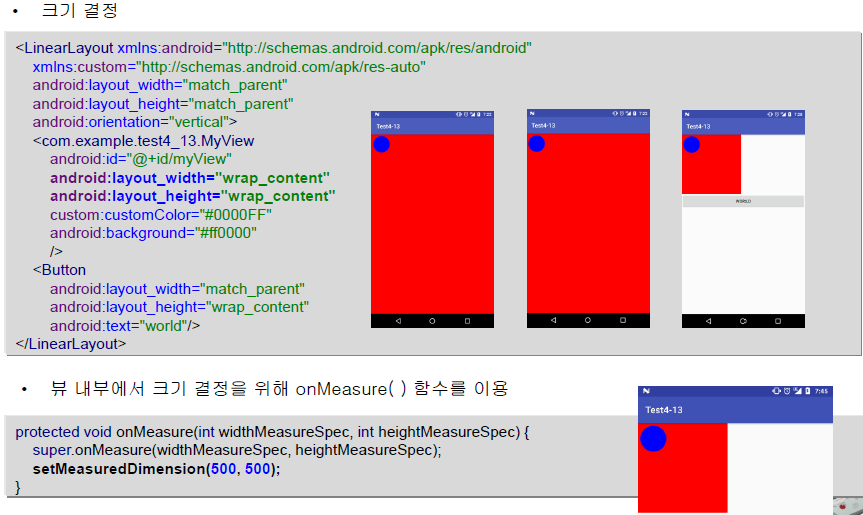 • 크기 결정
<LinearLayout xmlns:android="http://schemas.android.com/apk/res/android"
xmlns:custom="http://schemas.android.com/apk/res-auto"
android:layout_width="match_parent"
android:layout_height="match_parent"
android:orientation="vertical">
<com.example.test4_13.MyView
android:id="@+id/myView"
android:layout_width="wrap_content"
android:layout_height="wrap_content"
custom:customColor="#0000FF"
android:background="#ff0000"
/>
<Button
android:layout_width="match_parent"
android:layout_height="wrap_content"
android:text="world"/>
</LinearLayout>
Test4-13
Test4-13
Test4-13
WORLD
• 뷰 내부에서 크기 결정을 위해 onMeasure( ) 함수를 이용
protected void onMeasure(int widthMeasureSpec, int heightMeasureSpec) {
super.onMeasure(widthMeasureSpec, heightMeasureSpec);
setMeasuredDimension(500, 500);
}
7:45
Test4-13